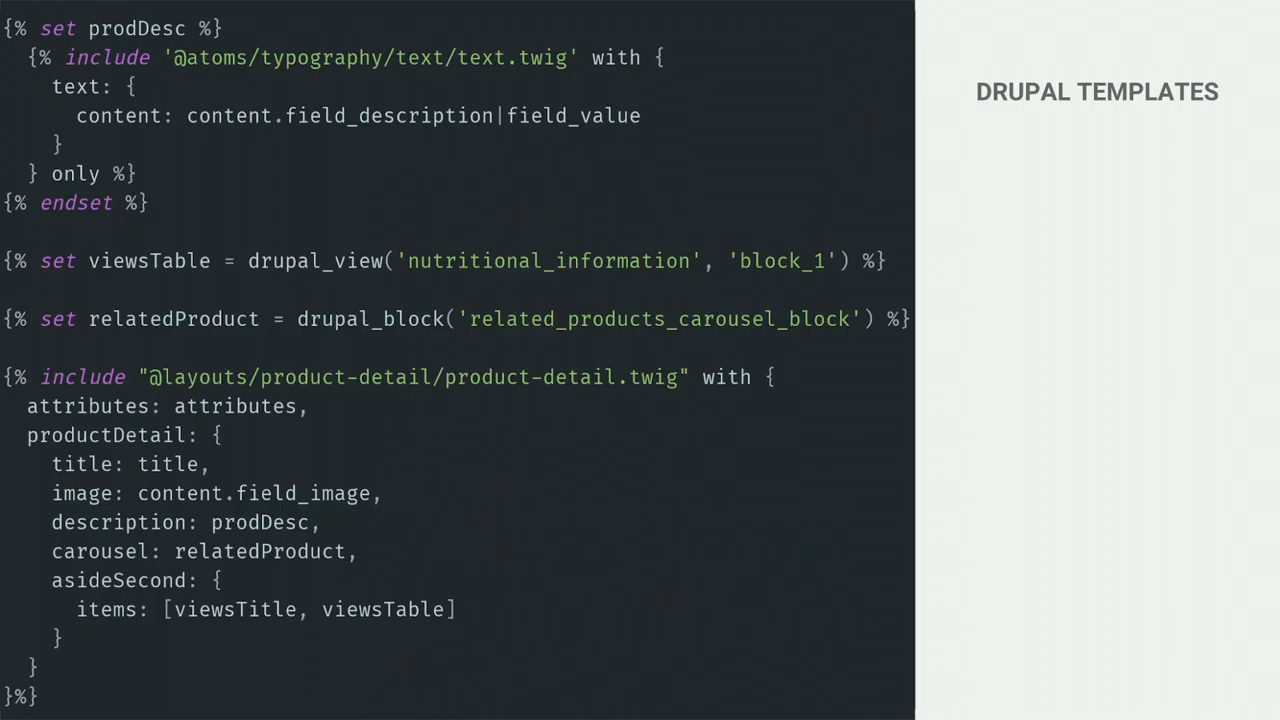 {% set prodDesc %}
  {% include '@atoms/typography/text/text.twig' with {
    text: {
      content: content.field_description|field_value
    }
  } only %}
{% endset %}

{% set viewsTable = drupal_view('nutritional_information', 'block_1') %}

{% set relatedProduct = drupal_block('related_products_carousel_block') %}

{% include "@layouts/product-detail/product-detail.twig" with {
  attributes: attributes,
  productDetail: {
    title: title,
    image: content.field_image,
    description: prodDesc,
    carousel: relatedProduct,
    asideSecond: {
      items: [viewsTitle, viewsTable]
    }
  }
}%}
DRUPAL TEMPLATES